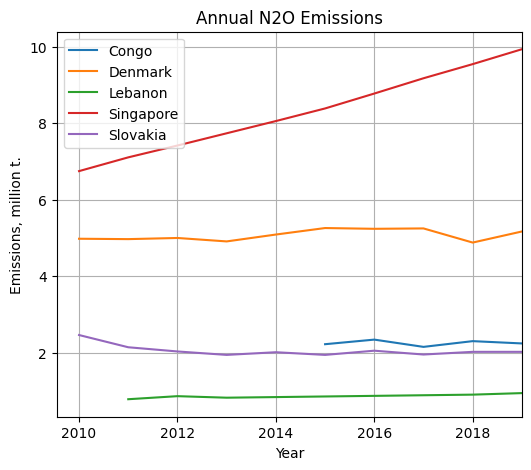 Annual N2O Emissions
Congo
Denmark
Lebanon
Singapore
Slovakia
Emissions, million t.
10
8
6
4
2
2010 2012 2014 2016 2018
Year